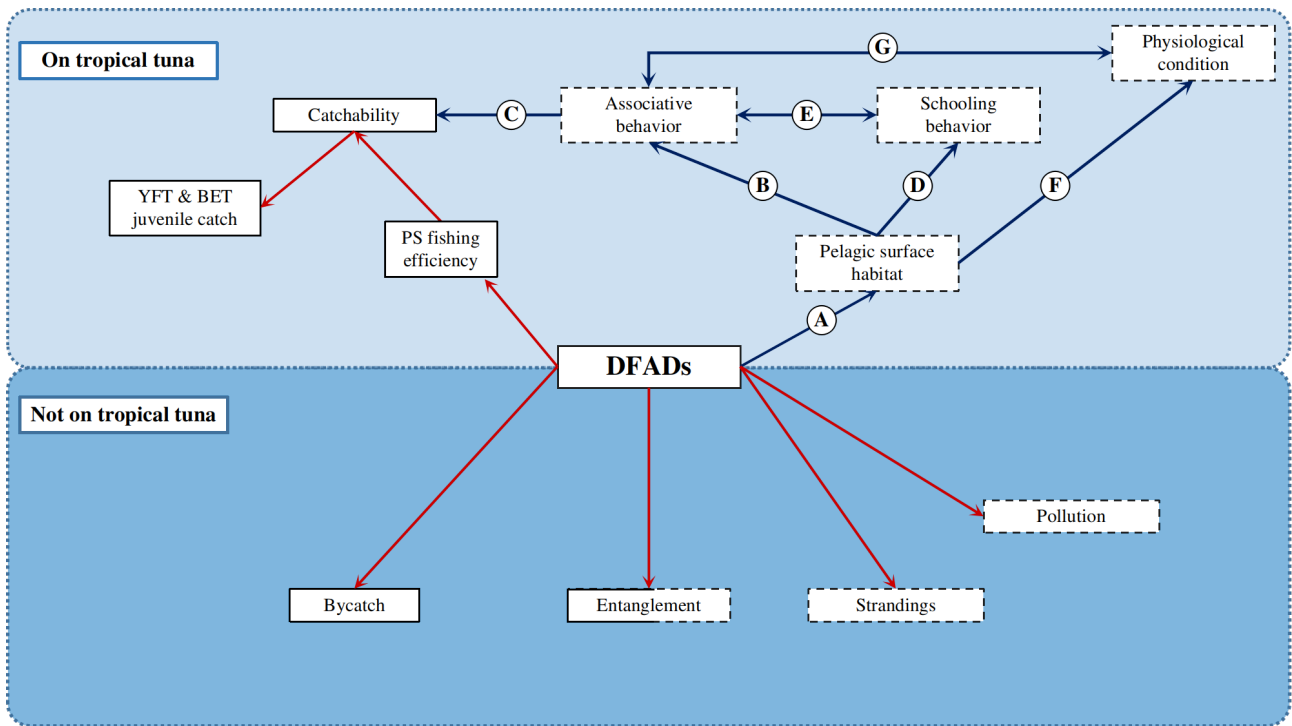 On tropical tuna
Physiological
condition
G
Associative
behavior
Schooling
behavior
Catchability
C
E
YFT & BET
juvenile catch
B
D
F
PS fishing
efficiency
Pelagic surface
habitat
A
DFADs
Not on tropical tuna
Pollution
Bycatch
Entanglement
Strandings